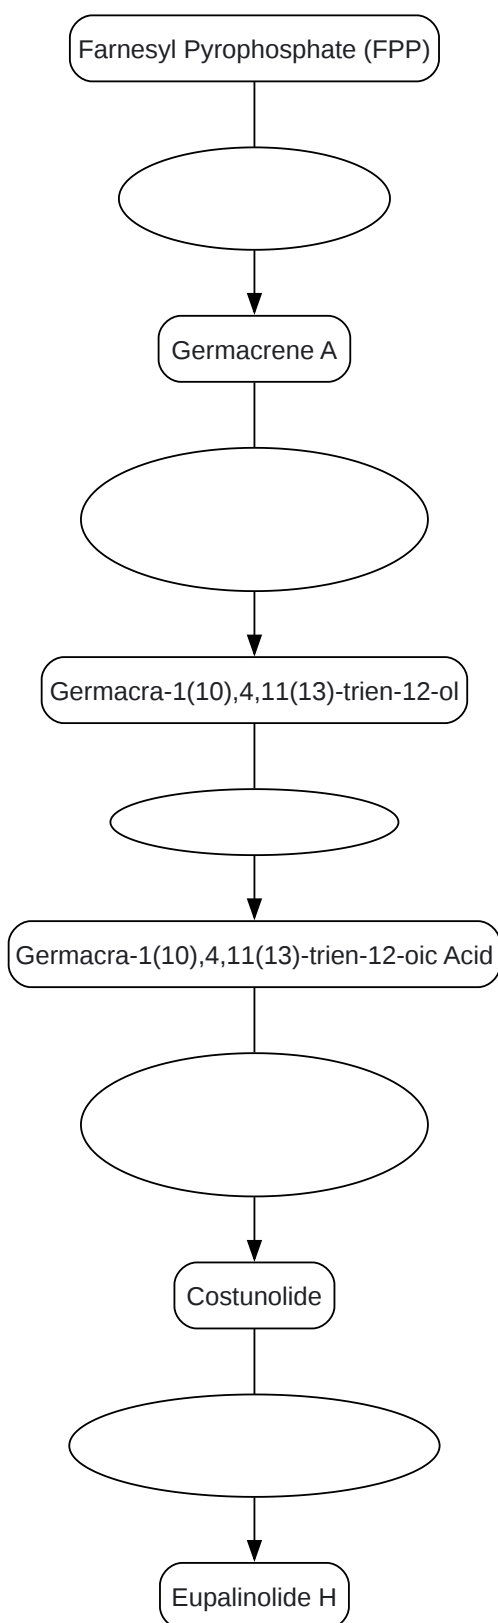 Farnesyl Pyrophosphate (FPP)
Germacrene A
Germacra-1(10),4,11(13)-trien-12-ol
Germacra-1(10),4,11(13)-trien-12-oic Acid
Costunolide
Eupalinolide H